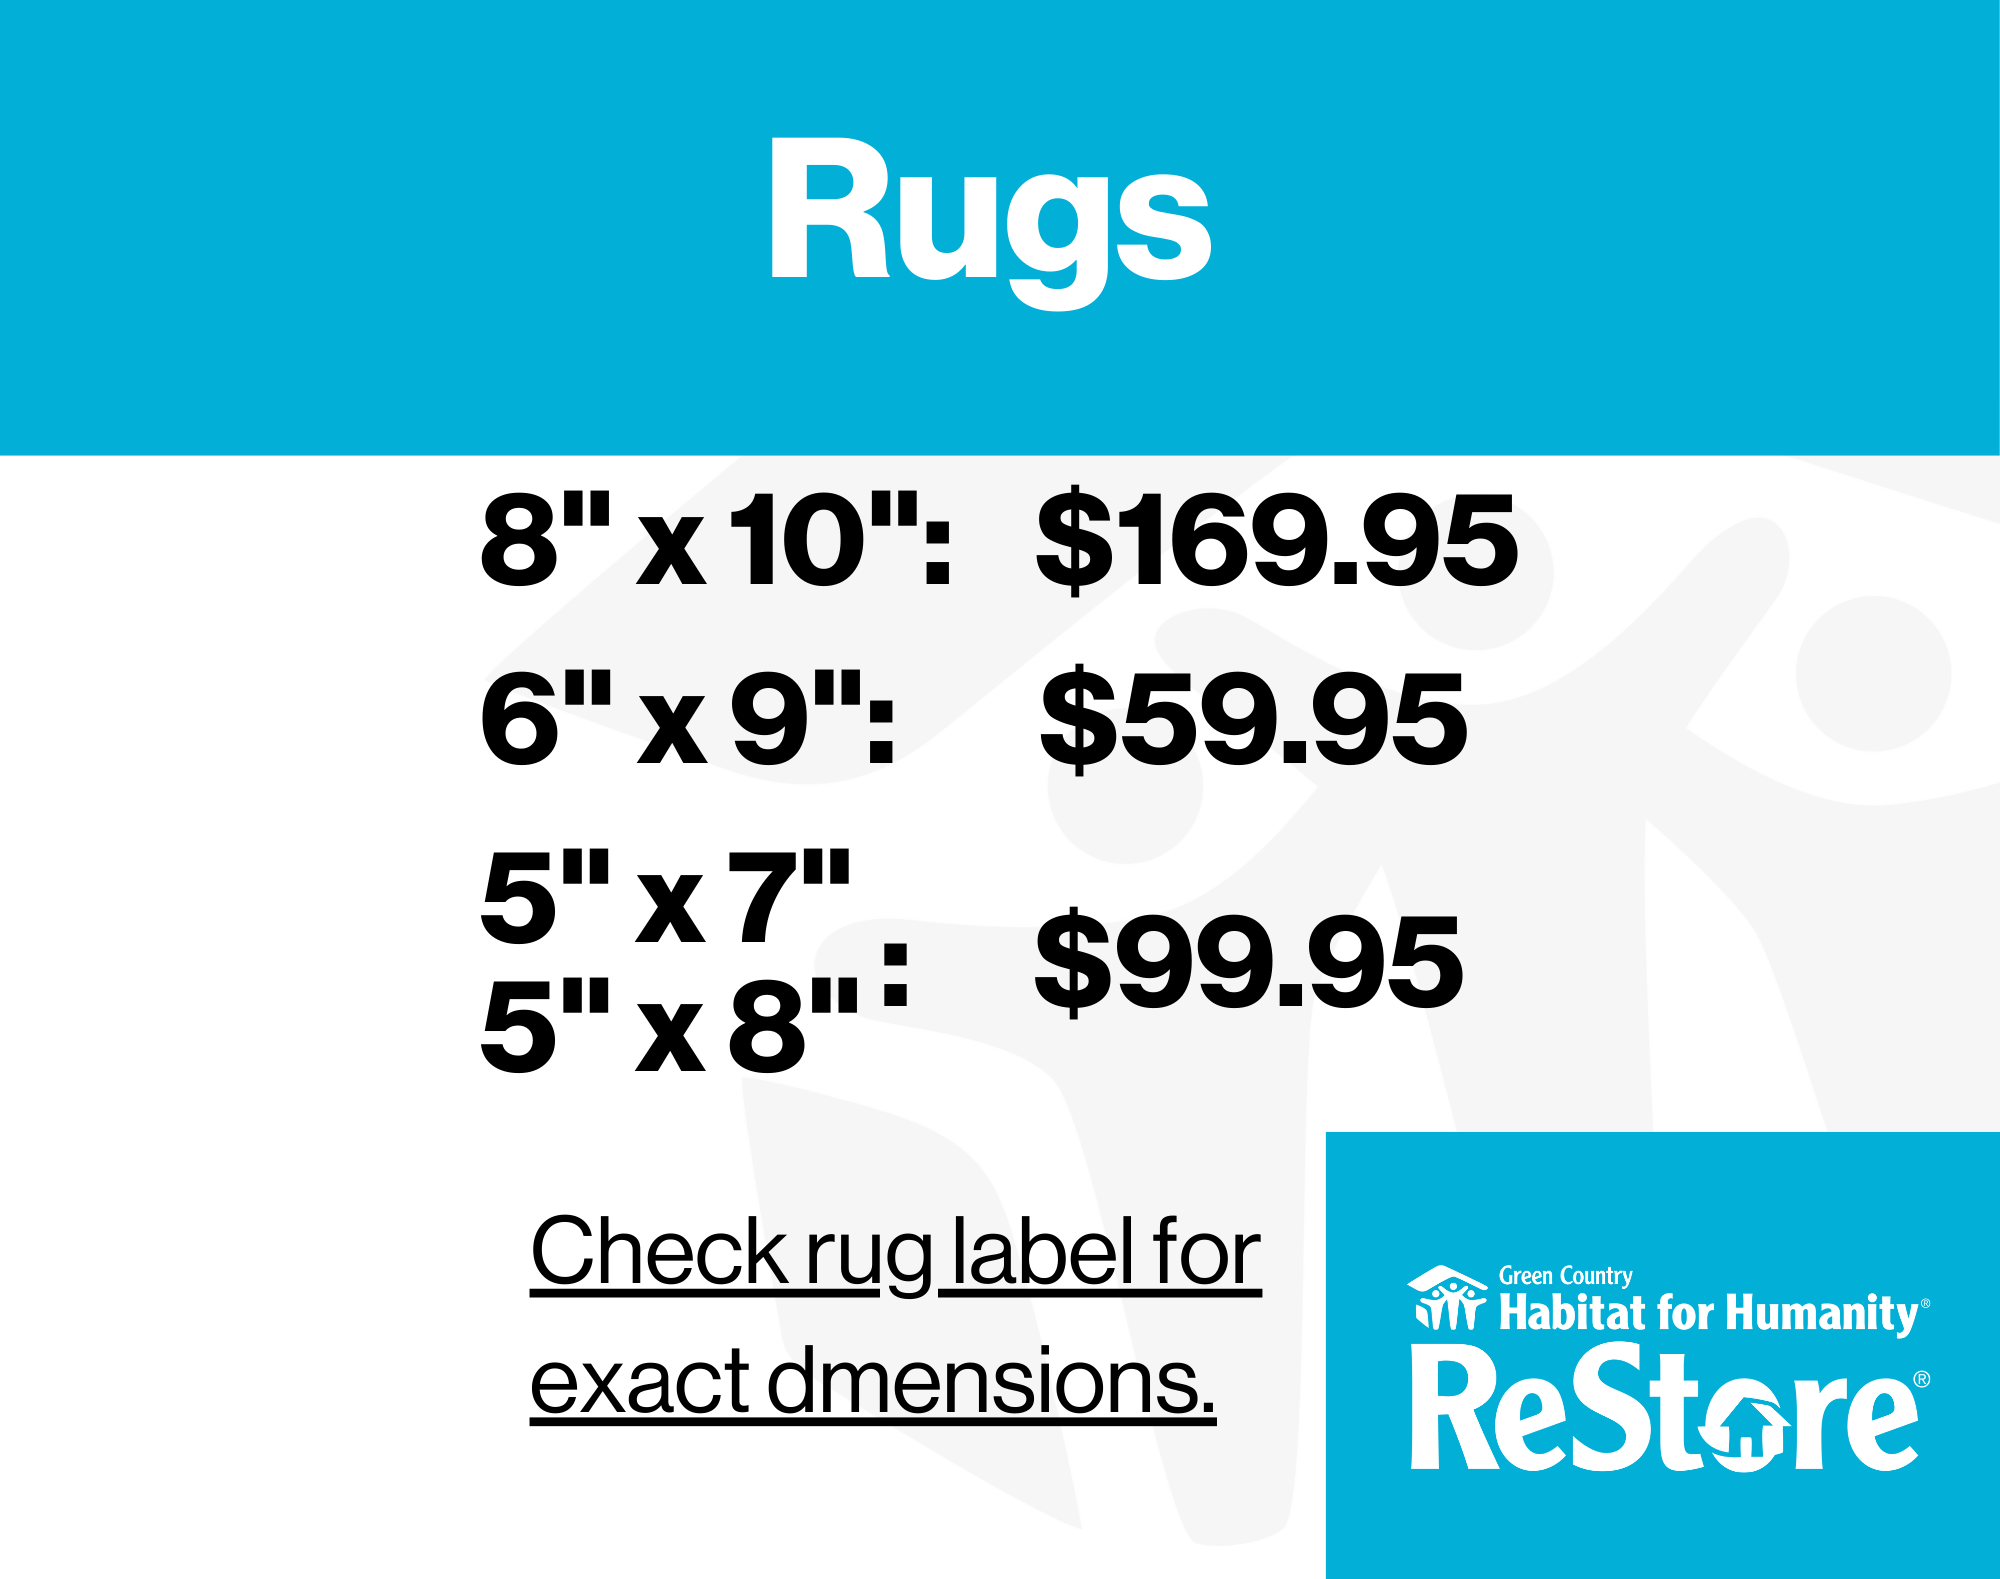 Rugs
8" x 10": $169.95
6" x 9": $59.95
5" x 7"
: $99.95
5" x 8"
Check rug label for
exact dmensions.
Green Country
Habitat for Humanity®
ReStore®